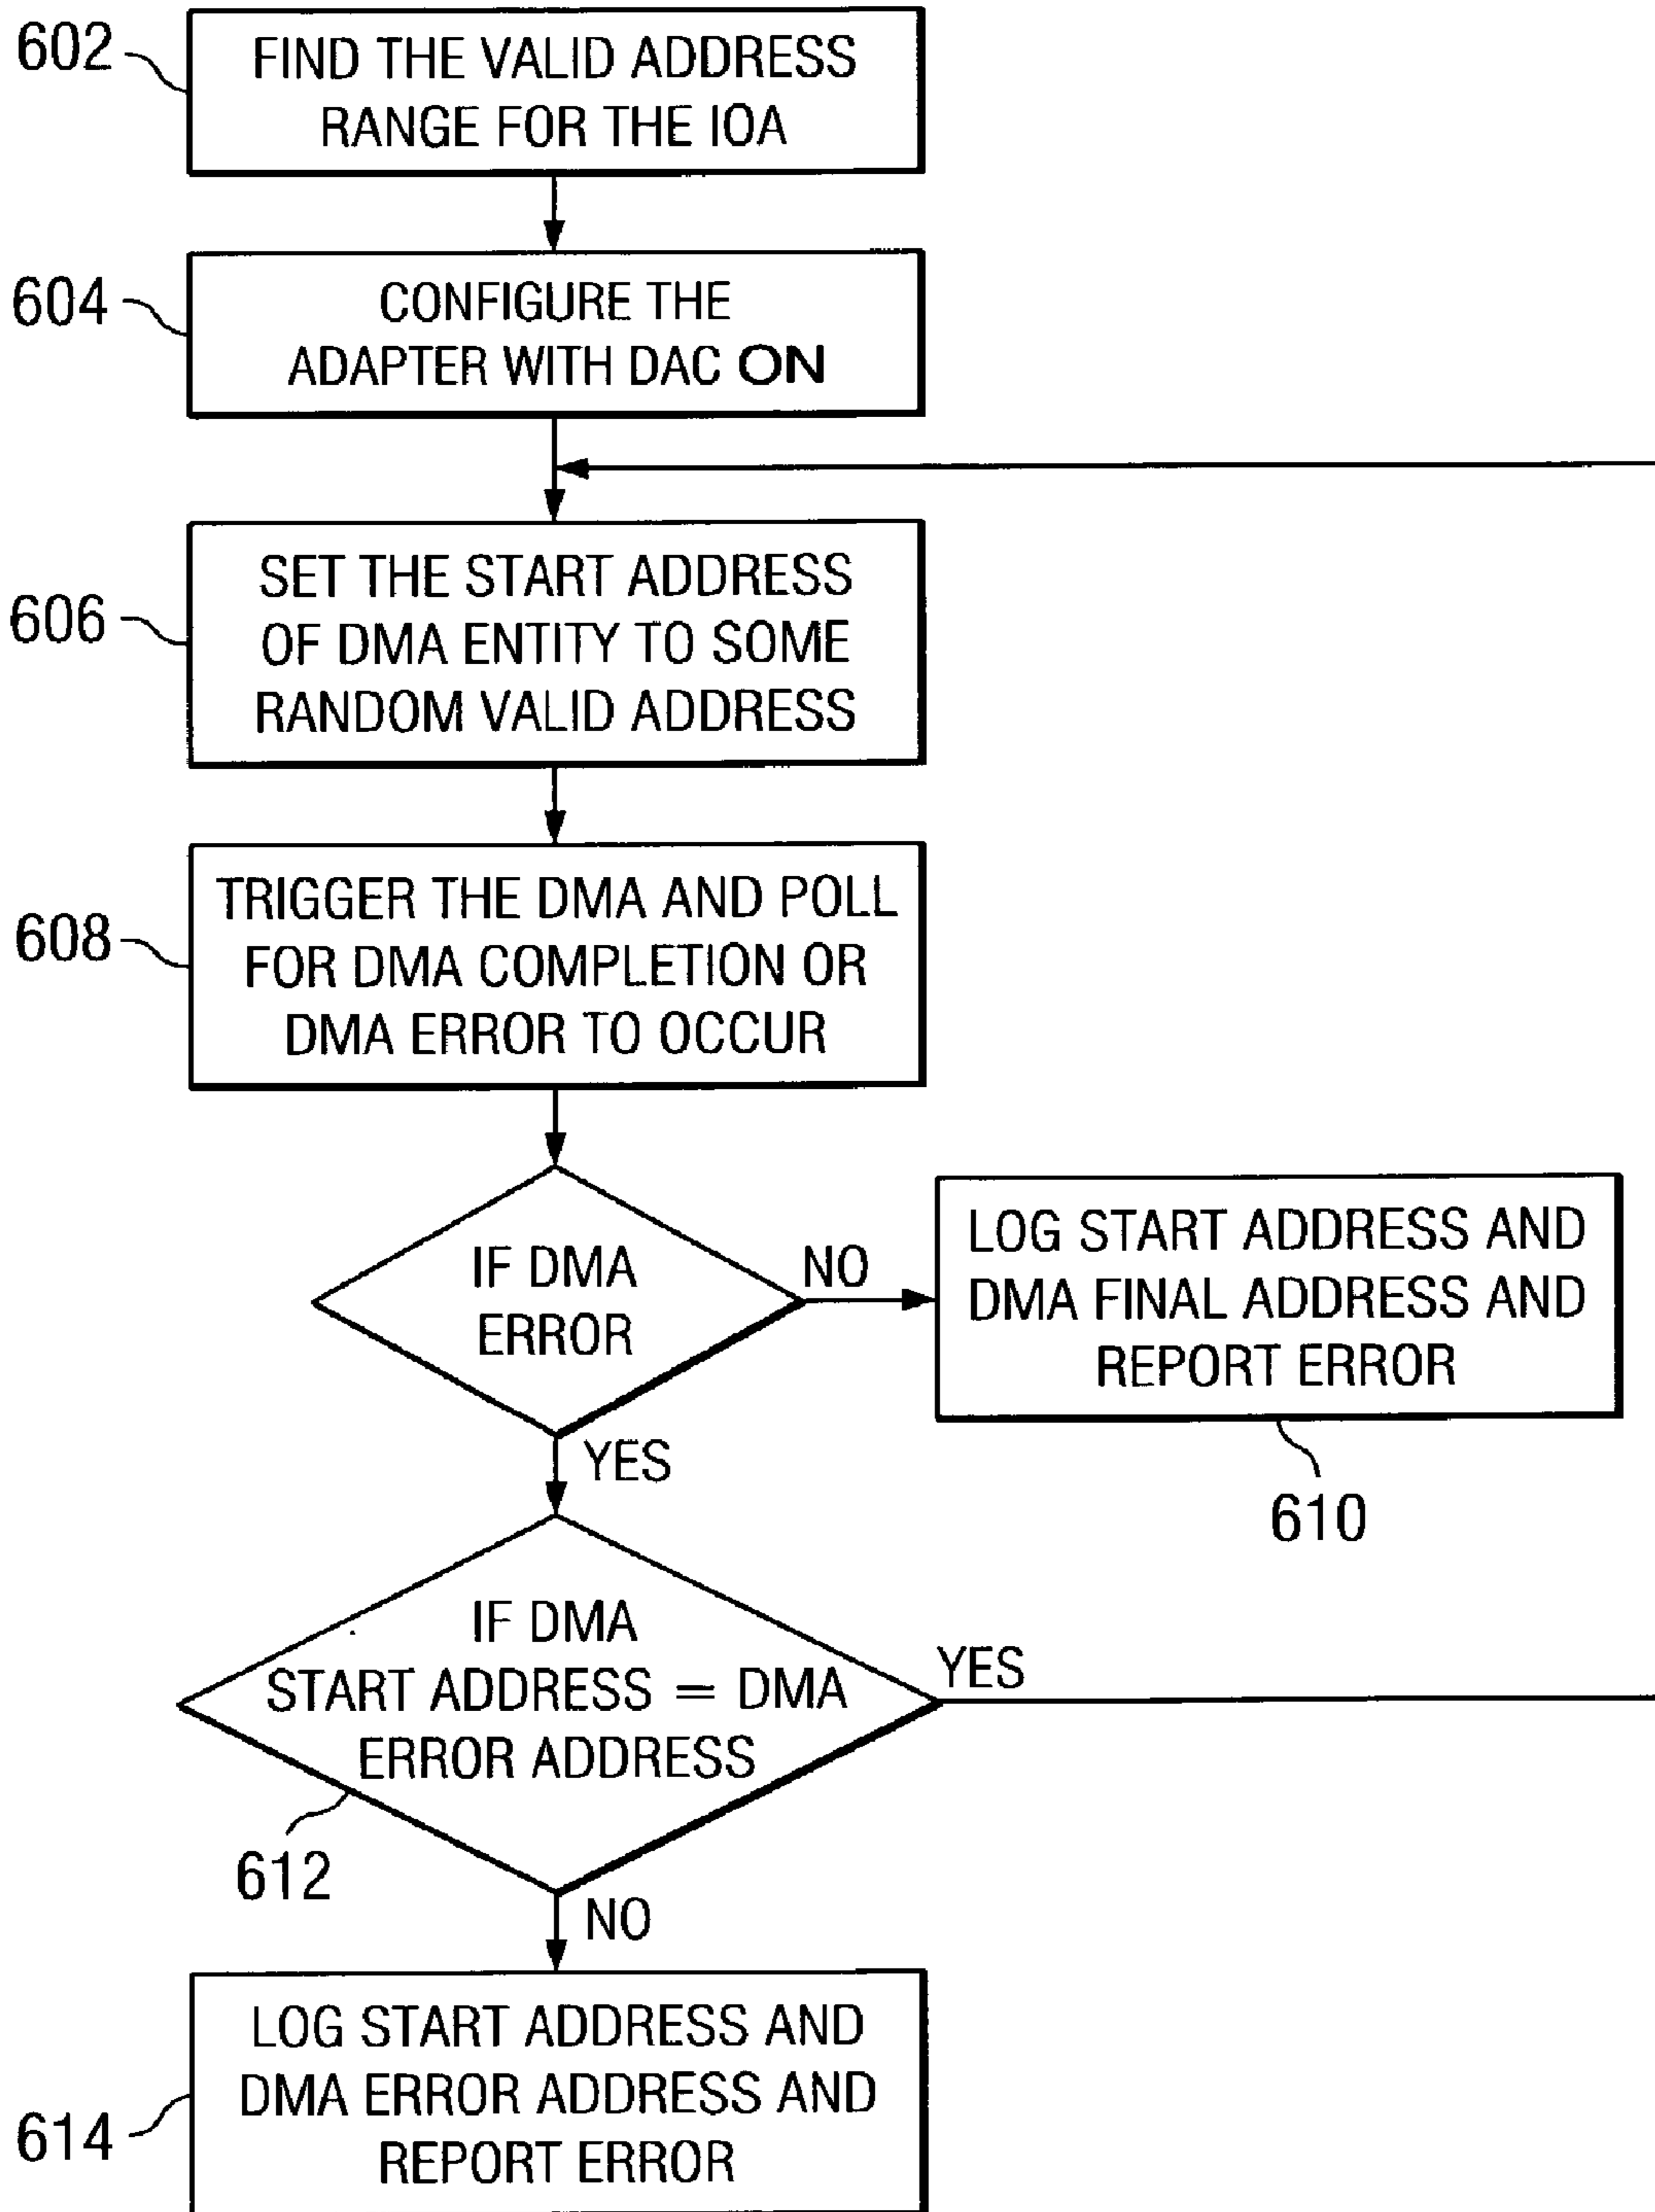 602
FIND THE VALID ADDRESS
RANGE FOR THE IOA
604
CONFIGURE THE
ADAPTER WITH DAC ON
606
SET THE START ADDRESS
OF DMA ENTITY TO SOME
RANDOM VALID ADDRESS
608
TRIGGER THE DMA AND POLL
FOR DMA COMPLETION OR
DMA ERROR TO OCCUR
IF DMA
ERROR
NO
LOG START ADDRESS AND
DMA FINAL ADDRESS AND
REPORT ERROR
610
YES
IF DMA
START ADDRESS = DMA
ERROR ADDRESS
YES
612
NO
LOG START ADDRESS AND
DMA ERROR ADDRESS AND
REPORT ERROR
614